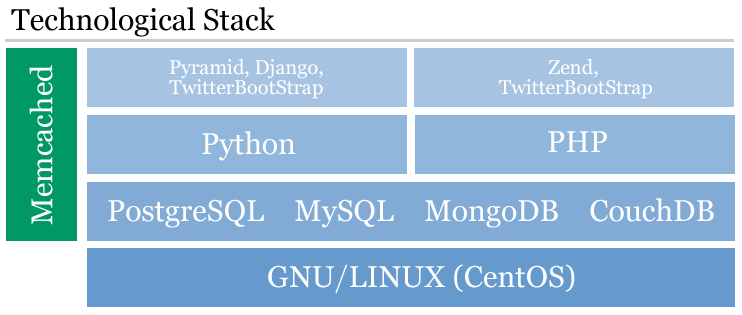 Technological Stack
Memcached
Pyramid, Django,
TwitterBootStrap
Zend,
TwitterBootStrap
Python
PHP
PostgreSQL MySQL MongoDB CouchDB
GNU/LINUX (CentOS)